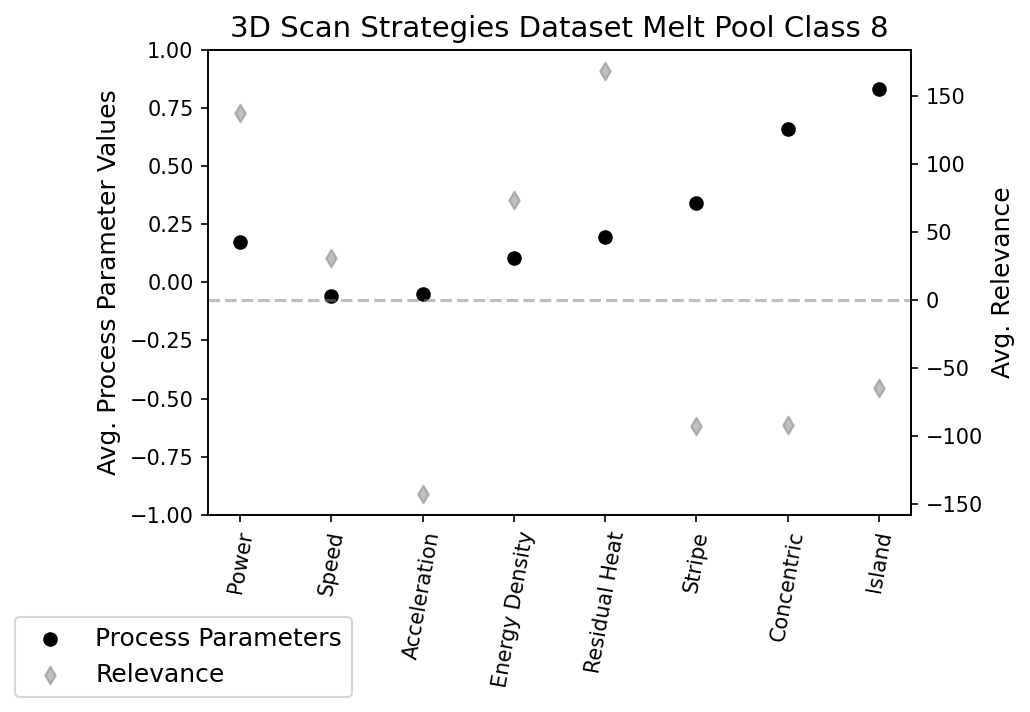 3D Scan Strategies Dataset Melt Pool Class 8
Avg. Process Parameter Values
1.00
0.75
0.50
0.25
0.00
−0.25
−0.50
−0.75
−1.00
150
100
50
0
−50
−100
−150
Avg. Relevance
Power
Speed
Acceleration
Energy Density
Residual Heat
Stripe
Concentric
Island
Process Parameters
Relevance